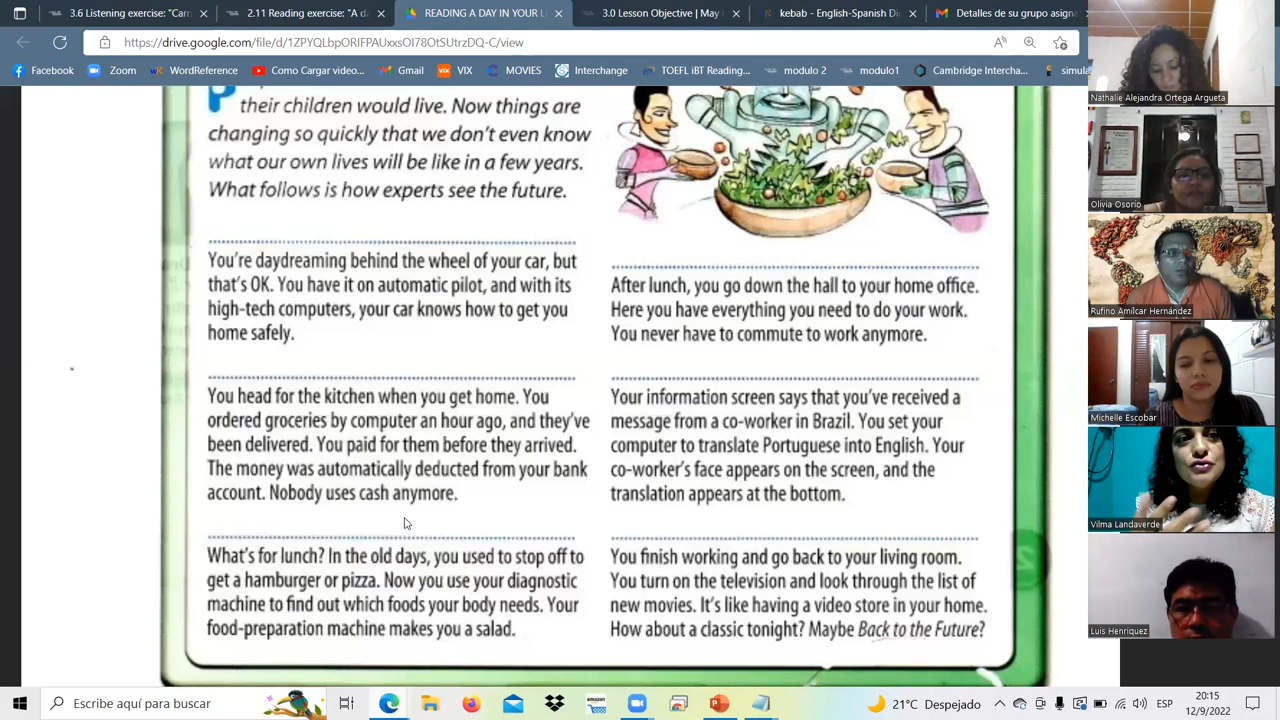 3.6 Listening exercise: "Carn
2.11 Reading exercise: "A da
READING A DAY IN YOUR LI
3.0 Lesson Objective | May I
kebab - English-Spanish Dic
Detalles de su grupo asigna
https://drive.google.com/file/d/1ZPYQLbpORIFPAUxxsOI78OtSUtrzDQ-C/view
Facebook
Zoom
WordReference
Como Cargar video...
Gmail
VIX
MOVIES
Interchange
TOEFL iBT Reading...
modulo 2
modulo1
Cambridge Intercha...
simula
their children would live. Now things are
changing so quickly that we don't even know
what our own lives will be like in a few years.
What follows is how experts see the future.
You're daydreaming behind the wheel of your car, but
that's OK. You have it on automatic pilot, and with its
high-tech computers, your car knows how to get you
home safely.
You head for the kitchen when you get home. You
ordered groceries by computer an hour ago, and they've
been delivered. You paid for them before they arrived.
The money was automatically deducted from your bank
account. Nobody uses cash anymore.
What's for lunch? In the old days, you used to stop off to
get a hamburger or pizza. Now you use your diagnostic
machine to find out which foods your body needs. Your
food-preparation machine makes you a salad.
After lunch, you go down the hall to your home office.
Here you have everything you need to do your work.
You never have to commute to work anymore.
Your information screen says that you've received a
message from a co-worker in Brazil. You set your
computer to translate Portuguese into English. Your
co-worker's face appears on the screen, and the
translation appears at the bottom.
You finish working and go back to your living room.
You turn on the television and look through the list of
new movies. It's like having a video store in your home.
How about a classic tonight? Maybe Back to the Future?
Nathalie Alejandra Ortega Argueta
Olivia Osorio
Rufino Amilcar Hernández
Michelle Escobar
Vilma Landaverde
Luis Henriquez
Escribe aquí para buscar
21°C Despejado
ESP
20:15
12/9/2022